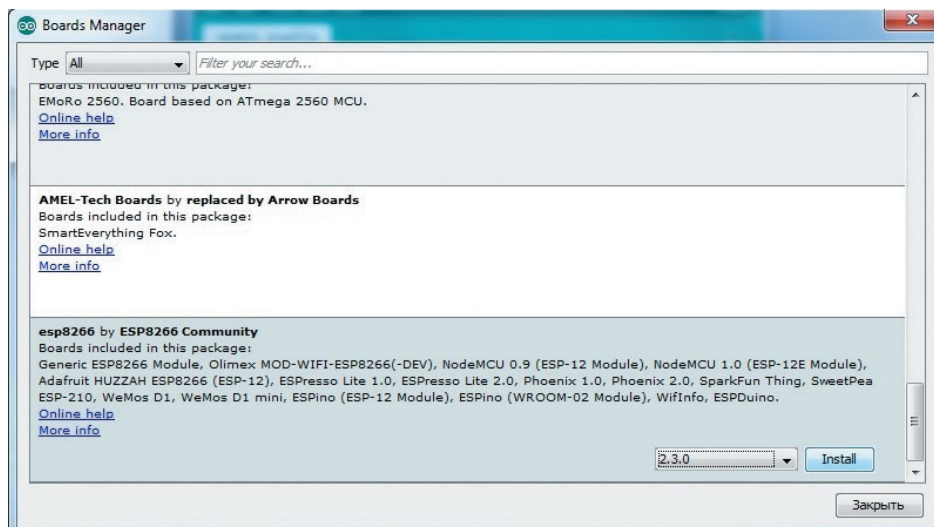 Boards Manager
Type All Filter your search...
Boards included in this package:
EMoRo 2560. Board based on ATmega 2560 MCU.
Online help
More info
AMEL-Tech Boards by replaced by Arrow Boards
Boards included in this package:
SmartEverything Fox.
Online help
More info
esp8266 by ESP8266 Community
Boards included in this package:
Generic ESP8266 Module, Olimex MOD-WIFI-ESP8266(-DEV), NodeMCU 0.9 (ESP-12 Module), NodeMCU 1.0 (ESP-12E Module),
Adafruit HUZZAH ESP8266 (ESP-12), ESPresso Lite 1.0, ESPresso Lite 2.0, Phoenix 1.0, Phoenix 2.0, SparkFun Thing, SweetPea
ESP-210, WeMos D1, WeMos D1 mini, ESPino (ESP-12 Module), ESPino (WROOM-02 Module), WifInfo, ESPDuino.
Online help
More info
2.3.0 Install
Закрыть